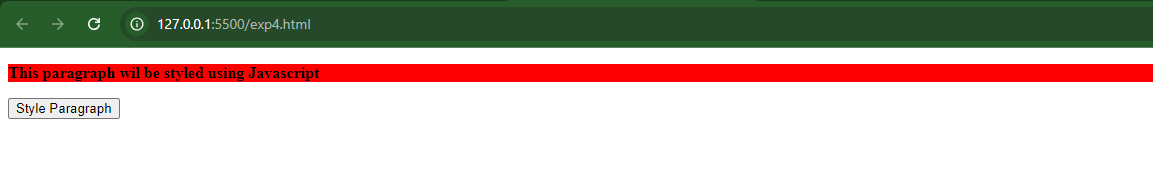 127.0.0.1:5500/exp4.html
This paragraph wil be styled using Javascript
Style Paragraph